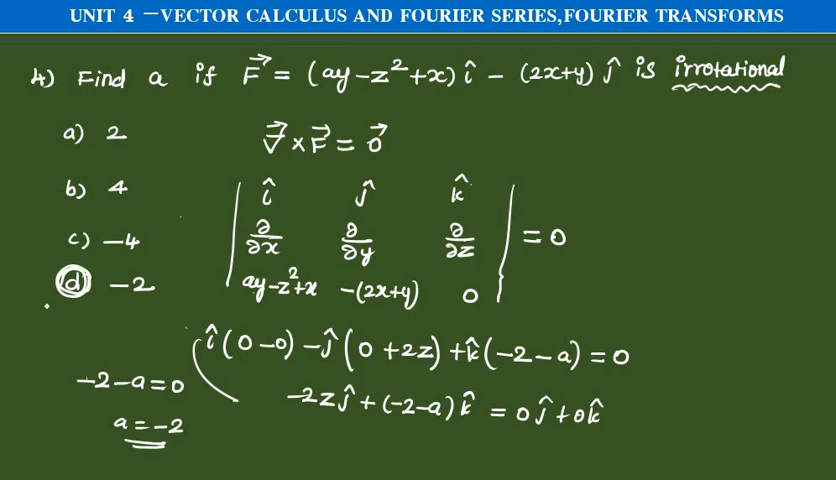 UNIT 4 –VECTOR CALCULUS AND FOURIER SERIES,FOURIER TRANSFORMS
4) Find a if F⃗ = (ay-z²+x) î - (2x+y) ĵ is irrotational
a) 2
∇⃗ × F⃗ = 0⃗
b) 4
î ĵ k̂
c) -4
∂/∂x ∂/∂y ∂/∂z = 0
(d) -2
ay-z²+x -(2x+y) 0
î(0-0) - ĵ(0+2z) + k̂(-2-a) = 0
-2-a=0
-2z ĵ + (-2-a) k̂ = 0ĵ + 0k̂
a = -2